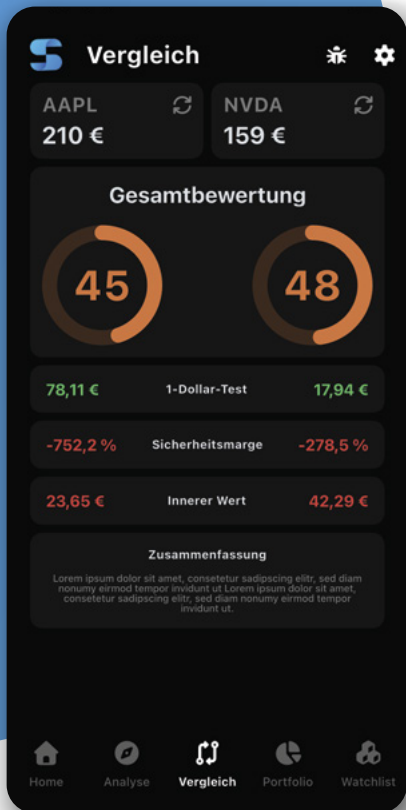 Vergleich
AAPL
210 €
NVDA
159 €
Gesamtbewertung
45
48
78,11 € 1-Dollar-Test 17,94 €
-752,2 % Sicherheitsmarge -278,5 %
23,65 € Innerer Wert 42,29 €
Zusammenfassung
Lorem ipsum dolor sit amet, consetetur sadipscing elitr, sed diam
nonumy eirmod tempor invidunt ut Lorem ipsum dolor sit amet,
consetetur sadipscing elitr, sed diam nonumy eirmod tempor
invidunt ut.
Home Analyse Vergleich Portfolio Watchlist